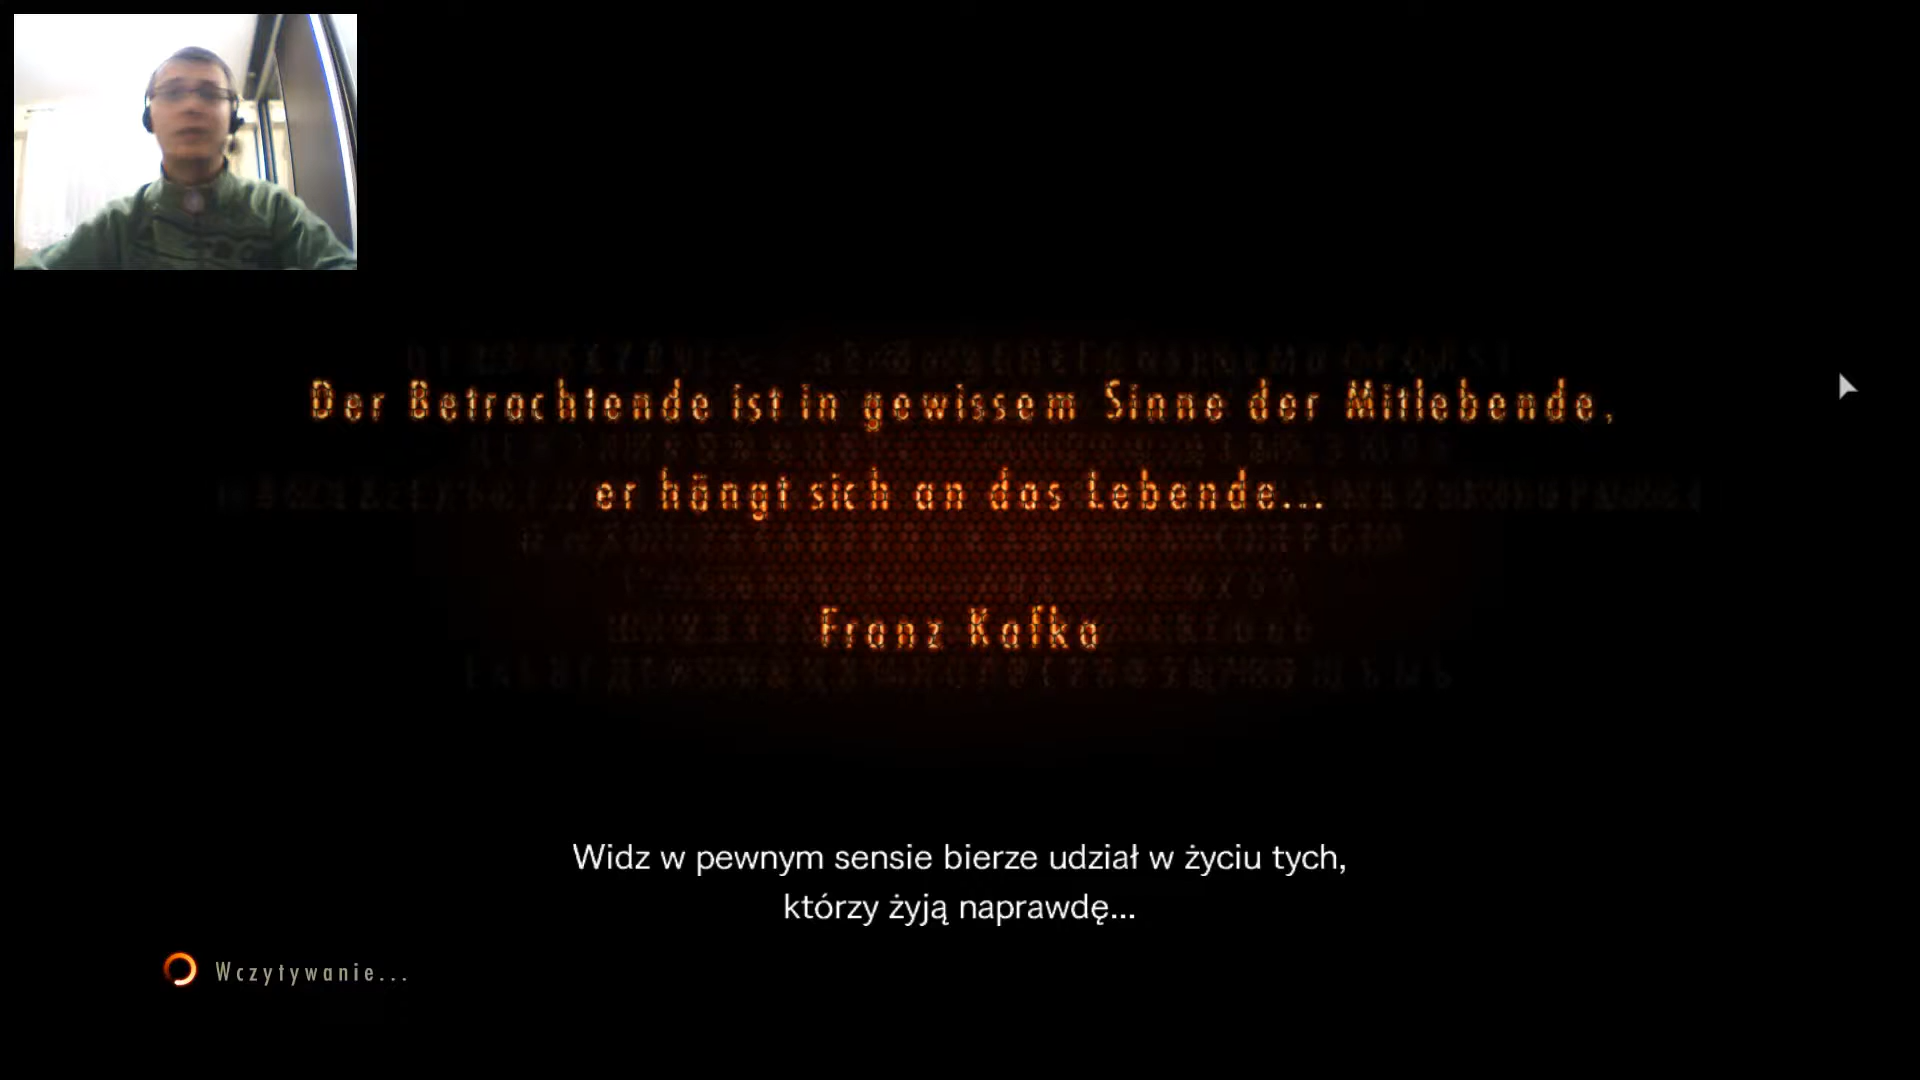 Der Betrachtende ist in gewissem Sinne der Mitlebende,
er hängt sich an das Lebende...
Franz Kafka
Widz w pewnym sensie bierze udział w życiu tych,
którzy żyją naprawdę...
Wczytywanie...